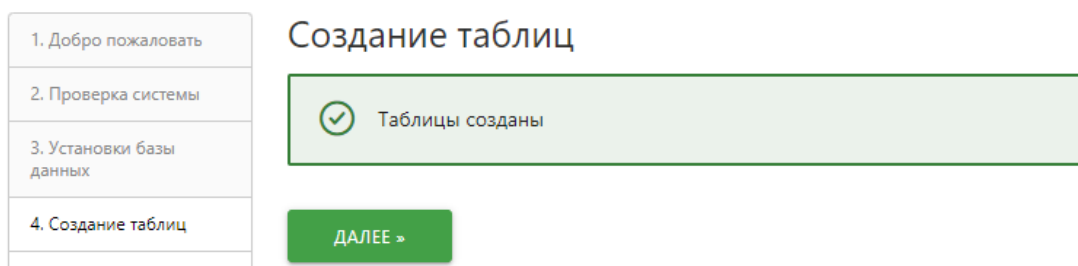 1. Добро пожаловать
2. Проверка системы
3. Установки базы
данных
4. Создание таблиц
Создание таблиц
Таблицы созданы
ДАЛЕЕ »